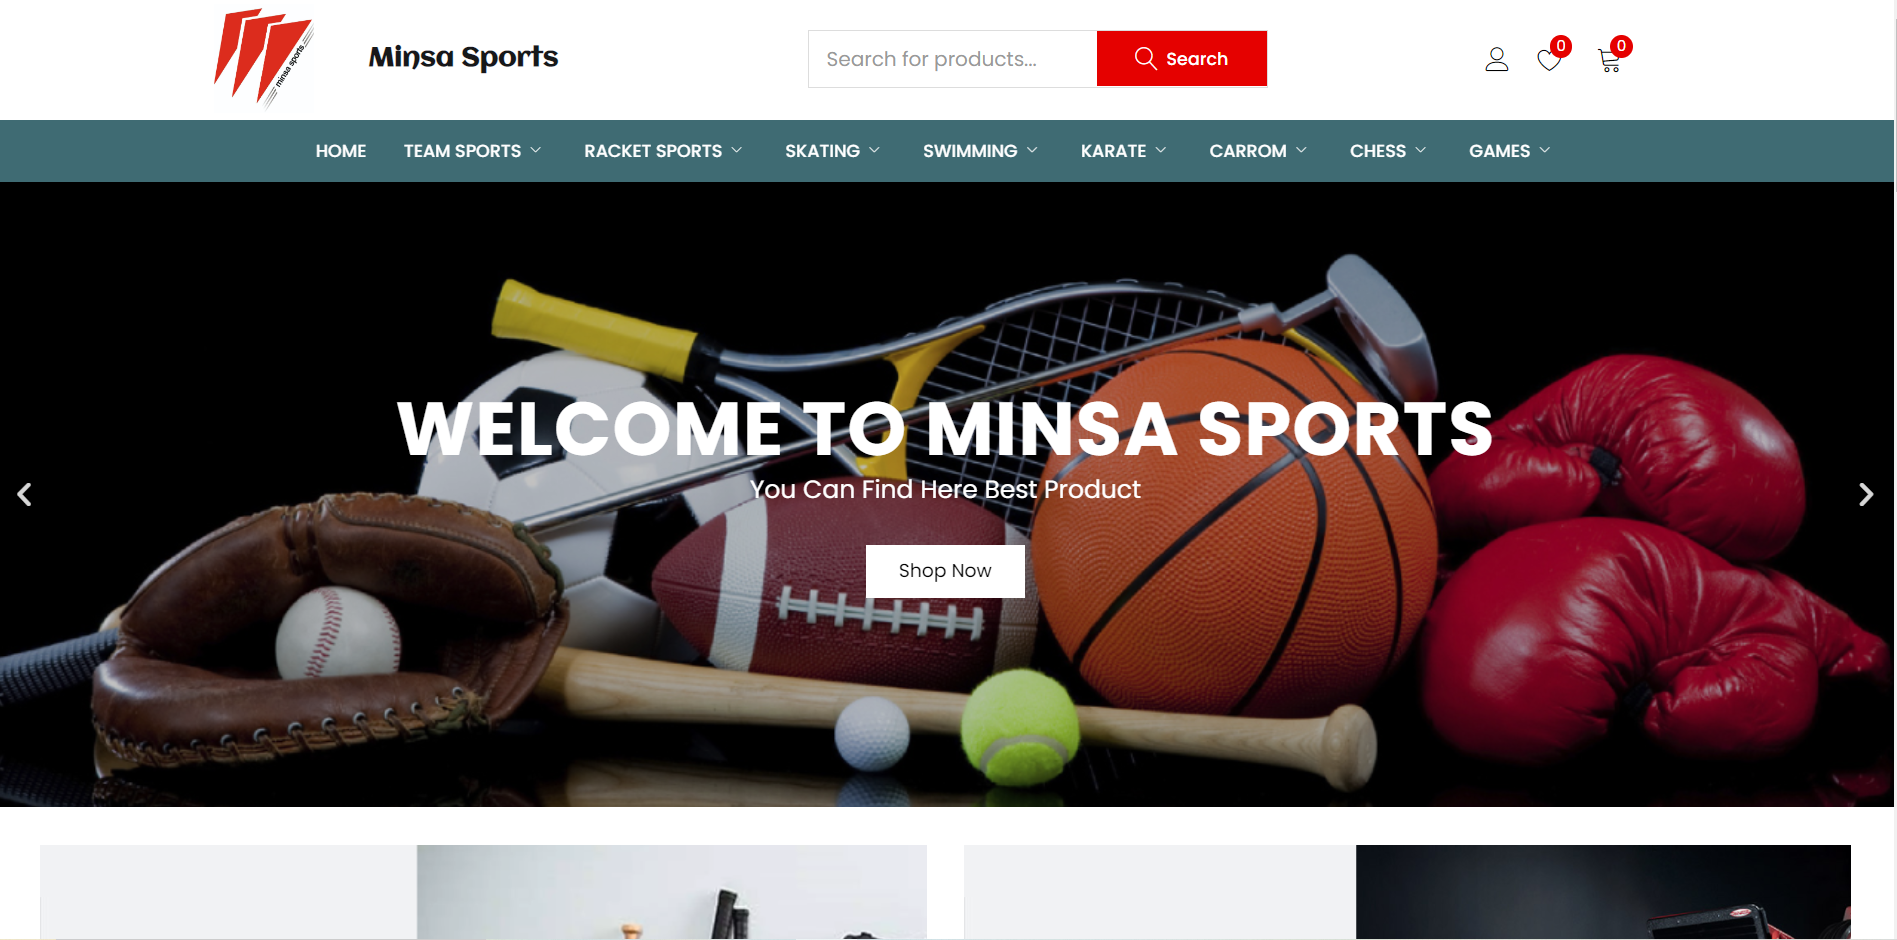 minsa sports
Minsa Sports
Search for products...
Search
0
0
HOME
TEAM SPORTS
RACKET SPORTS
SKATING
SWIMMING
KARATE
CARROM
CHESS
GAMES
WELCOME TO MINSA SPORTS
You Can Find Here Best Product
Shop Now